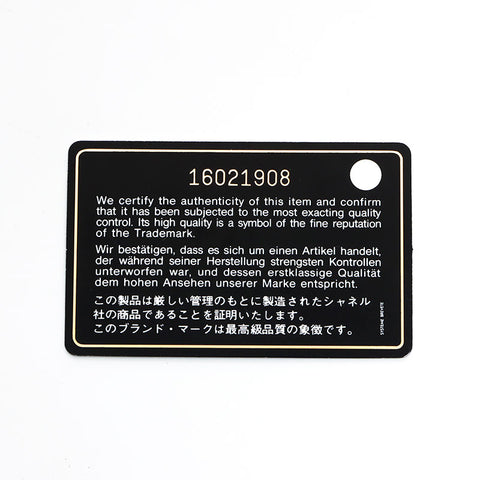 16021908
We certify the authenticity of this item and confirm
that it has been subjected to the most exacting quality
control. Its high quality is a symbol of the fine reputation
of the Trademark.
Wir bestätigen, dass es sich um einen Artikel handelt,
der während seiner Herstellung strengsten Kontrollen
unterworfen war, und dessen erstklassige Qualität
dem hohen Ansehen unserer Marke entspricht.
この製品は厳しい管理のもとに製造されたシャネル
社の商品であることを証明いたします。
このブランド・マークは最高級品質の象徴です。